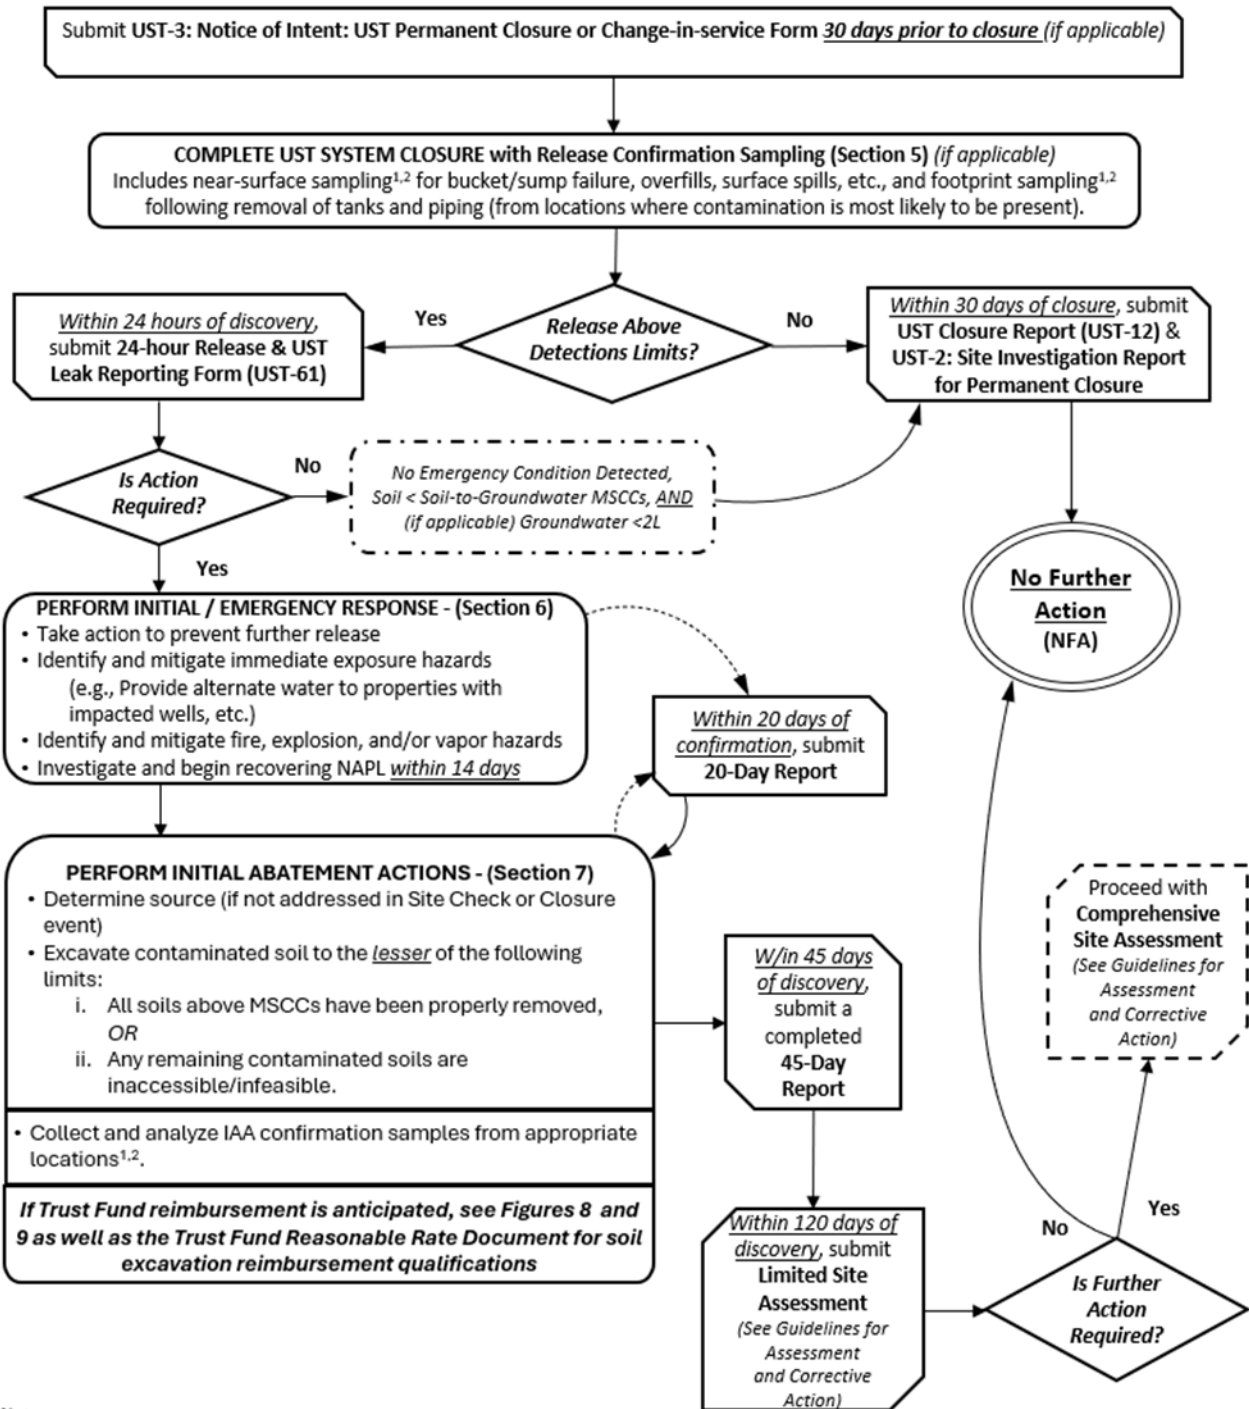 Submit UST-3: Notice of Intent: UST Permanent Closure or Change-in-service Form 30 days prior to closure (if applicable)
COMPLETE UST SYSTEM CLOSURE with Release Confirmation Sampling (Section 5) (if applicable)
Includes near-surface sampling1,2 for bucket/sump failure, overfills, surface spills, etc., and footprint sampling1,2
following removal of tanks and piping (from locations where contamination is most likely to be present).
Within 24 hours of discovery,
submit 24-hour Release & UST
Leak Reporting Form (UST-61)
Yes
Release Above
Detections Limits?
No
Within 30 days of closure, submit
UST Closure Report (UST-12) &
UST-2: Site Investigation Report
for Permanent Closure
Is Action
Required?
No
No Emergency Condition Detected,
Soil < Soil-to-Groundwater MSCCs, AND
(if applicable) Groundwater <2L
Yes
No Further
Action
(NFA)
PERFORM INITIAL / EMERGENCY RESPONSE - (Section 6)
• Take action to prevent further release
• Identify and mitigate immediate exposure hazards
(e.g., Provide alternate water to properties with
impacted wells, etc.)
• Identify and mitigate fire, explosion, and/or vapor hazards
• Investigate and begin recovering NAPL within 14 days
Within 20 days of
confirmation, submit
20-Day Report
PERFORM INITIAL ABATEMENT ACTIONS - (Section 7)
• Determine source (if not addressed in Site Check or Closure
event)
• Excavate contaminated soil to the lesser of the following
limits:
i. All soils above MSCCs have been properly removed,
OR
ii. Any remaining contaminated soils are
inaccessible/infeasible.
• Collect and analyze IAA confirmation samples from appropriate
locations1,2.
If Trust Fund reimbursement is anticipated, see Figures 8 and
9 as well as the Trust Fund Reasonable Rate Document for soil
excavation reimbursement qualifications
W/in 45 days
of discovery,
submit a
completed
45-Day
Report
Proceed with
Comprehensive
Site Assessment
(See Guidelines for
Assessment
and Corrective
Action)
Within 120 days of
discovery, submit
Limited Site
Assessment
(See Guidelines for
Assessment
and Corrective
Action)
No
Yes
Is Further
Action
Required?